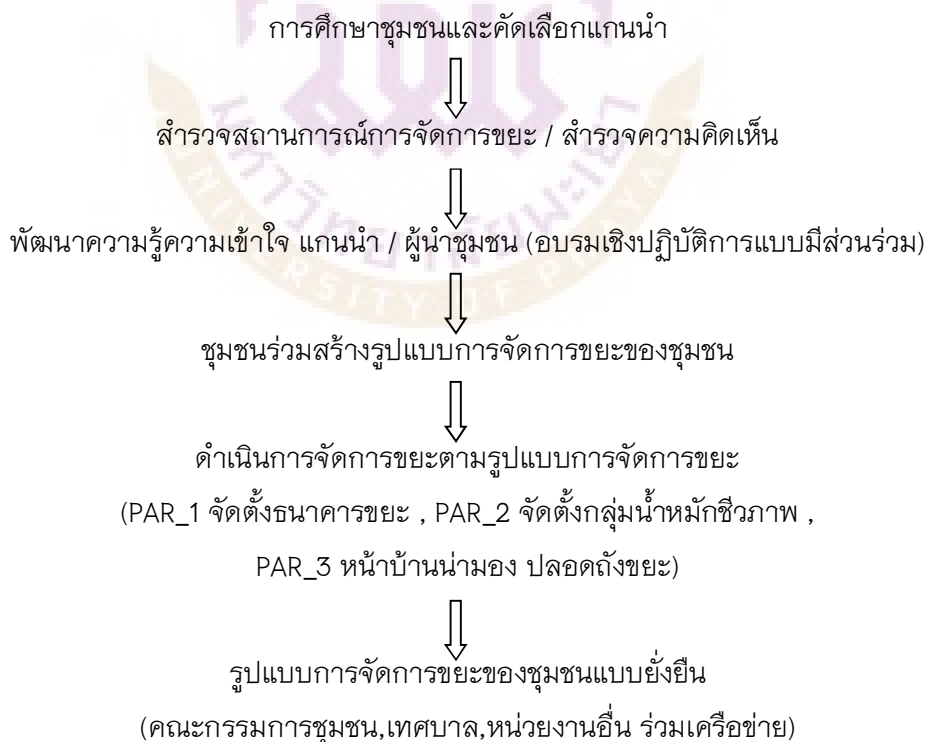 การศึกษาชุมชนและคัดเลือกแกนนำ
สำรวจสถานการณ์การจัดการขยะ / สำรวจความคิดเห็น
พัฒนาความรู้ความเข้าใจ แกนนำ / ผู้นำชุมชน (อบรมเชิงปฏิบัติการแบบมีส่วนร่วม)
ชุมชนร่วมสร้างรูปแบบการจัดการขยะของชุมชน
ดำเนินการจัดการขยะตามรูปแบบการจัดการขยะ
(PAR_1 จัดตั้งธนาคารขยะ , PAR_2 จัดตั้งกลุ่มน้ำหมักชีวภาพ ,
PAR_3 หน้าบ้านน่ามอง ปลอดถังขยะ)
รูปแบบการจัดการขยะของชุมชนแบบยั่งยืน
(คณะกรรมการชุมชน,เทศบาล,หน่วยงานอื่น ร่วมเครือข่าย)